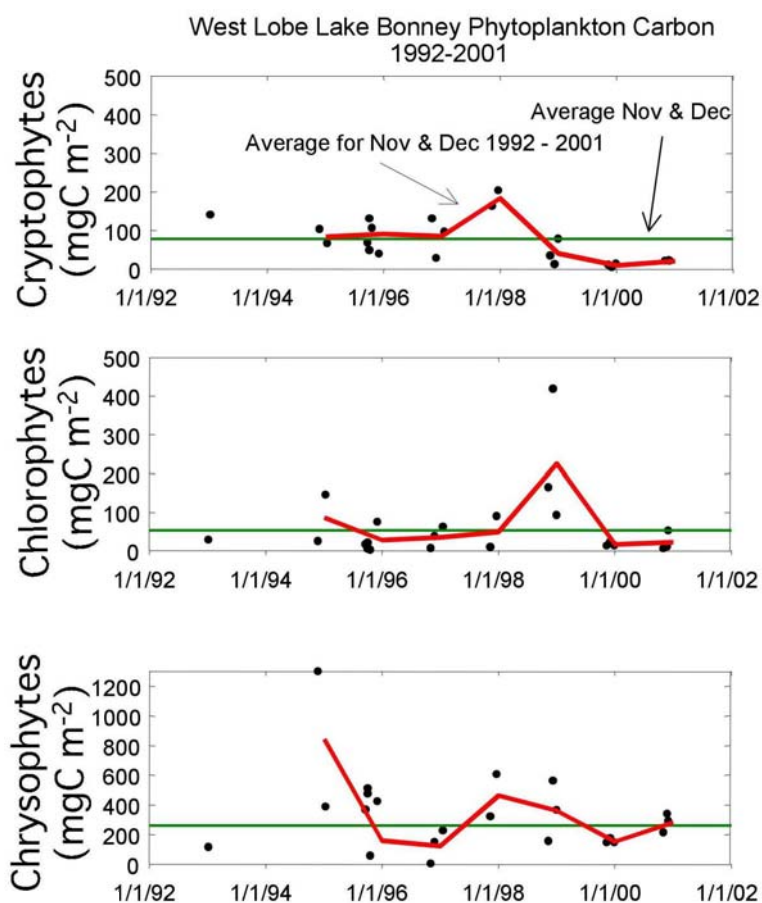 West Lobe Lake Bonney Phytoplankton Carbon
1992-2001
Cryptophytes
(mgC m-2)
500
400
300
200
100
0
Average for Nov & Dec 1992 - 2001
Average Nov & Dec
1/1/92 1/1/94 1/1/96 1/1/98 1/1/00 1/1/02
Chlorophytes
(mgC m-2)
500
400
300
200
100
0
1/1/92 1/1/94 1/1/96 1/1/98 1/1/00 1/1/02
Chrysophytes
(mgC m-2)
1200
1000
800
600
400
200
0
1/1/92 1/1/94 1/1/96 1/1/98 1/1/00 1/1/02